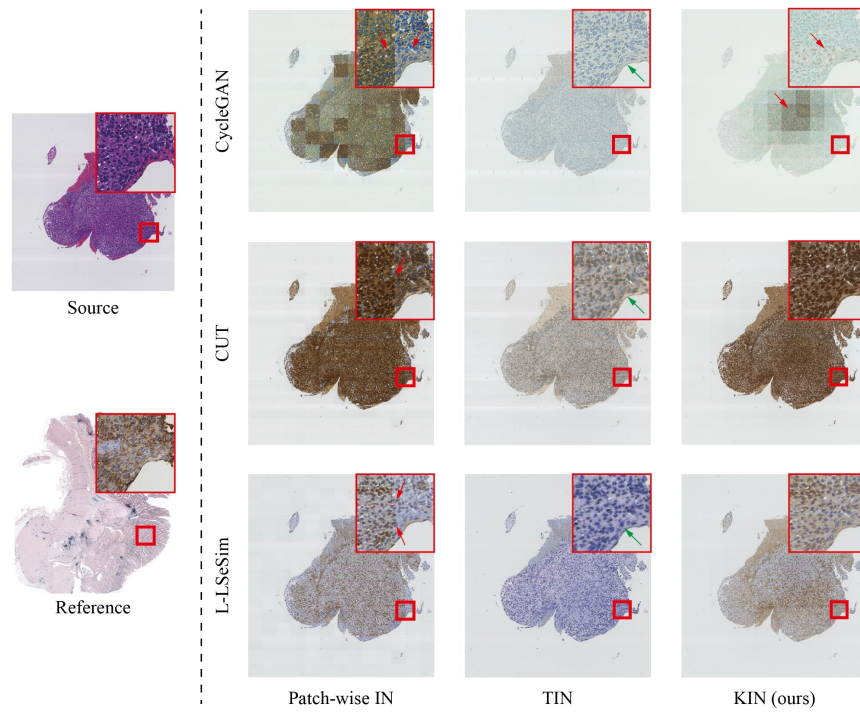 Source
Reference
CycleGAN
CUT
L-LSeSim
Patch-wise IN
TIN
KIN (ours)